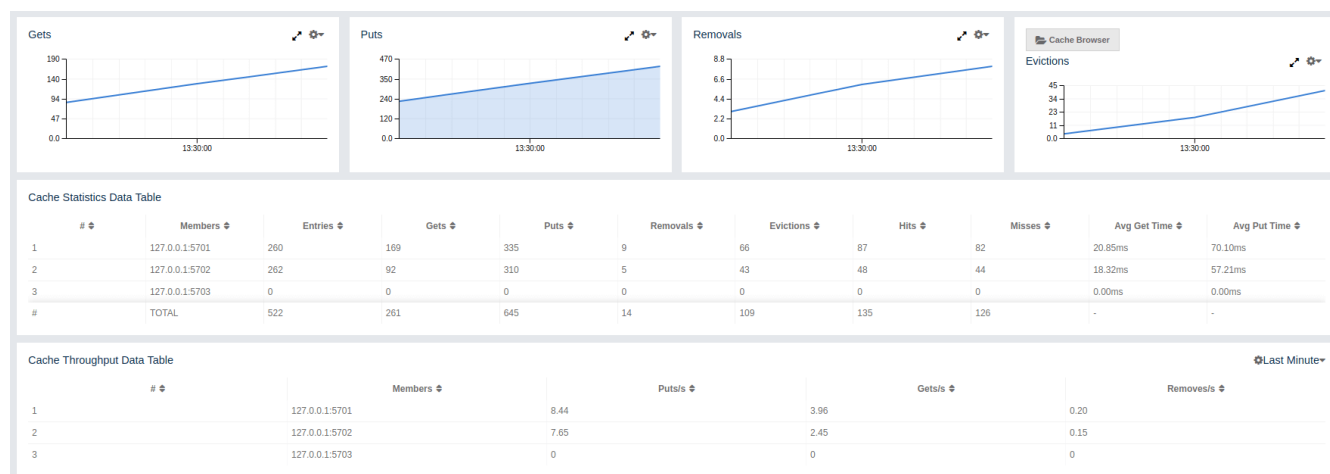 Gets
190
140
94
47
0.0
13:30:00
Puts
470
350
240
120
0.0
13:30:00
Removals
8.8
6.6
4.4
2.2
0.0
13:30:00
Cache Browser
Evictions
45
34
23
11
0.0
13:30:00
Cache Statistics Data Table
# Members Entries Gets Puts Removals Evictions Hits Misses Avg Get Time Avg Put Time
1 127.0.0.1:5701 260 169 335 9 66 87 82 20.85ms 70.10ms
2 127.0.0.1:5702 262 92 310 5 43 48 44 18.32ms 57.21ms
3 127.0.0.1:5703 0 0 0 0 0 0 0 0.00ms 0.00ms
# TOTAL 522 261 645 14 109 135 126 - -
Cache Throughput Data Table
Last Minute
# Members Puts/s Gets/s Removes/s
1 127.0.0.1:5701 8.44 3.96 0.20
2 127.0.0.1:5702 7.65 2.45 0.15
3 127.0.0.1:5703 0 0 0